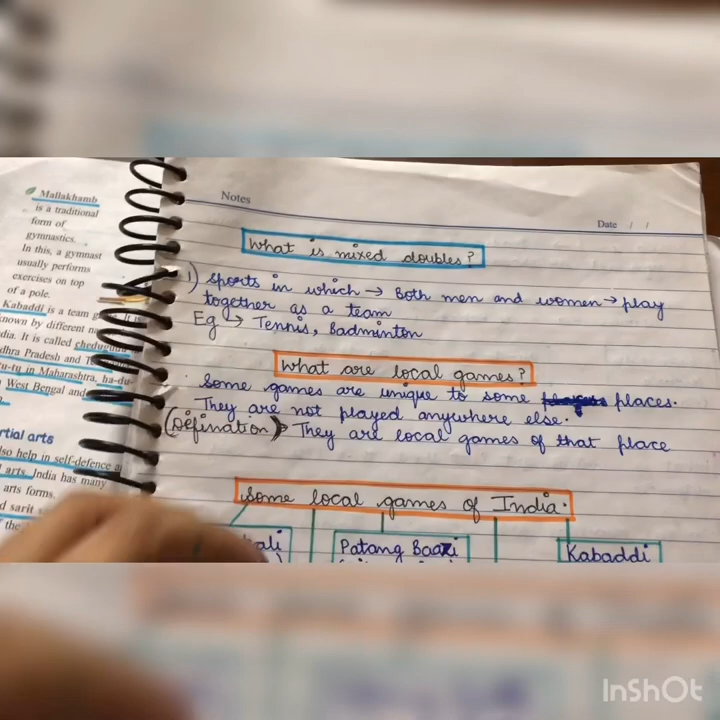 Mallakhamb
is a traditional
form of
gymnastics.
In this, a gymnast
usually performs
exercises on top
of a pole.
Kabaddi is a team
known by different
It is called
Pradesh and
in Maharashtra, ha-du-
West Bengal and
arts
help in self-defence
arts. India has many
arts forms.
sarit
the
Notes
Date / /
What is mixed doubles?
1) Sports in which → Both men and women → play
together as a team
Eg → Tennis, Badminton
What are local games?
Some games are unique to some places.
They are not played anywhere else.
(Defination) → They are local games of that place
Some local games of India.
Patang Baazi
Kabaddi
InShOt